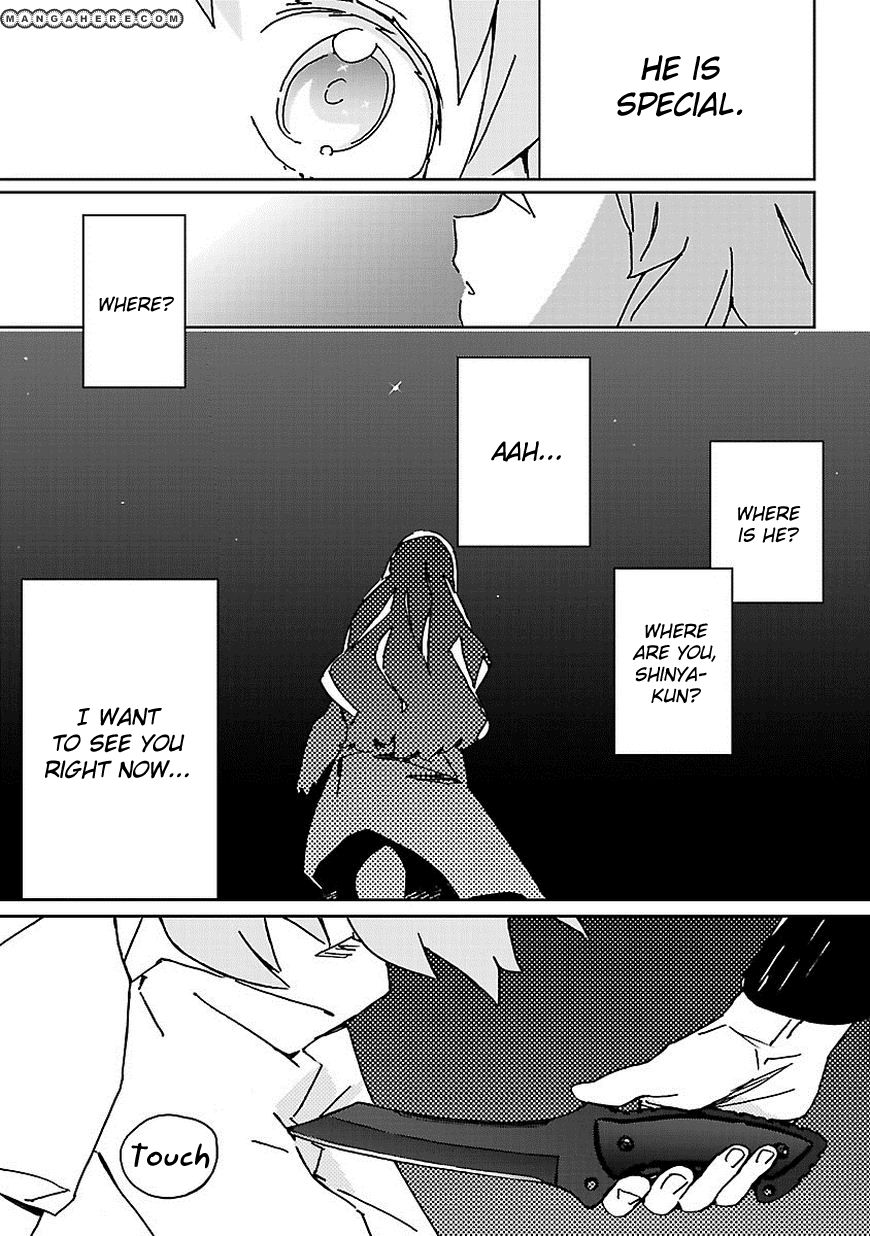 MANGAHERE.COM
HE IS
SPECIAL.
WHERE?
AAH...
WHERE
IS HE?
WHERE
ARE YOU,
SHINYA-
KUN?
I WANT
TO SEE YOU
RIGHT NOW...
Touch